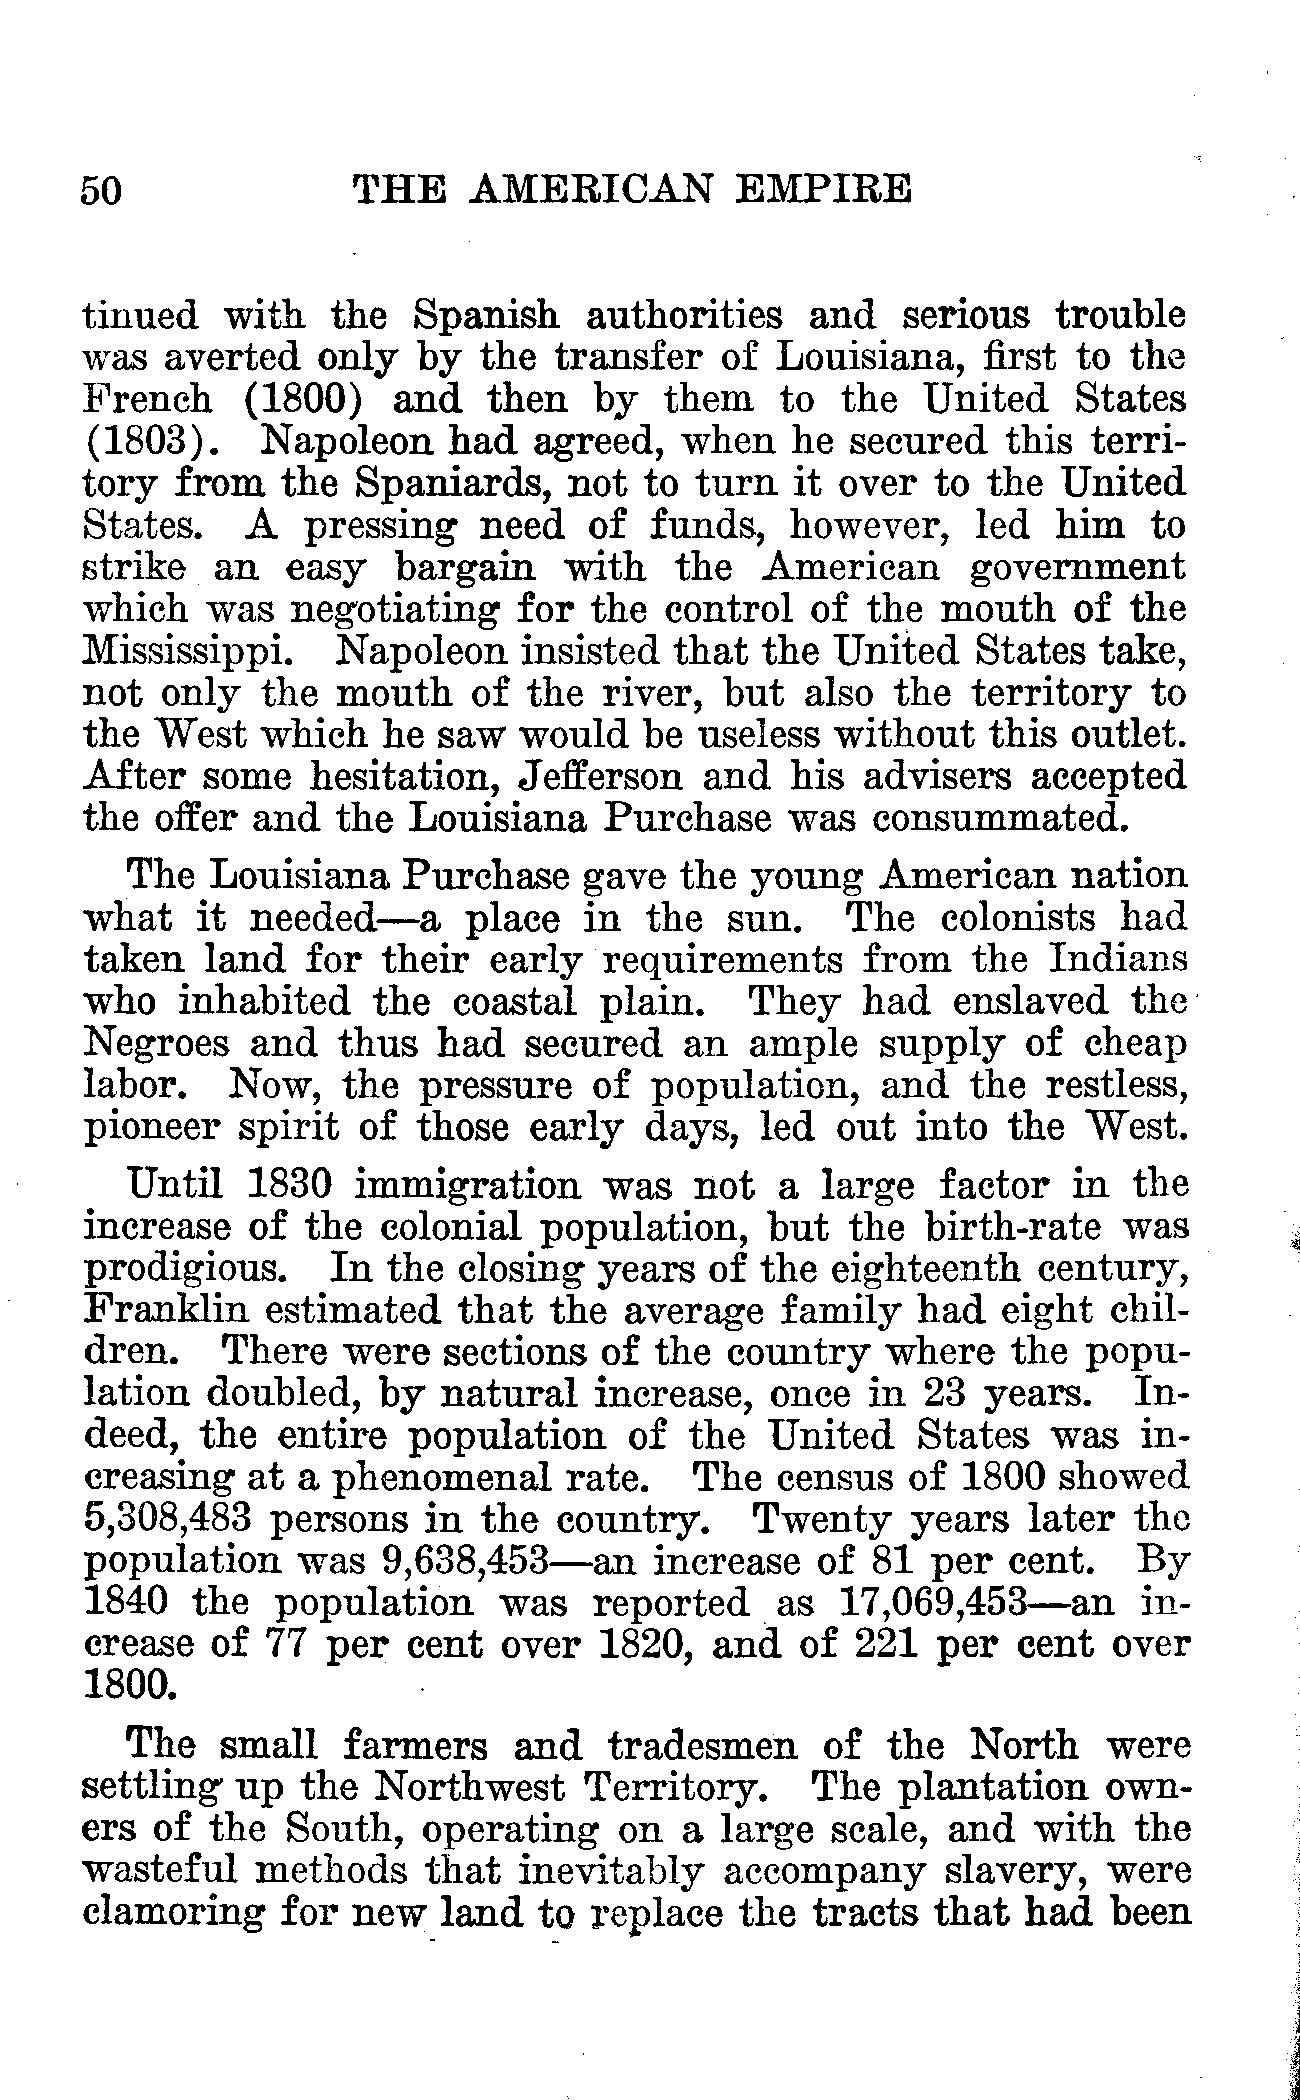 50 THE AMERICAN EMPIRE
tinued with the Spanish authorities and serious trouble
was averted only by the transfer of Louisiana, first to the
French (1800) and then by them to the United States
(1803). Napoleon had agreed, when he secured this terri-
tory from the Spaniards, not to turn it over to the United
States. A pressing need of funds, however, led him to
strike an easy bargain with the American government
which was negotiating for the control of the mouth of the
Mississippi. Napoleon insisted that the United States take,
not only the mouth of the river, but also the territory to
the West which he saw would be useless without this outlet.
After some hesitation, Jefferson and his advisers accepted
the offer and the Louisiana Purchase was consummated.
The Louisiana Purchase gave the young American nation
what it needed—a place in the sun. The colonists had
taken land for their early requirements from the Indians
who inhabited the coastal plain. They had enslaved the
Negroes and thus had secured an ample supply of cheap
labor. Now, the pressure of population, and the restless,
pioneer spirit of those early days, led out into the West.
Until 1830 immigration was not a large factor in the
increase of the colonial population, but the birth-rate was
prodigious. In the closing years of the eighteenth century,
Franklin estimated that the average family had eight chil-
dren. There were sections of the country where the popu-
lation doubled, by natural increase, once in 23 years. In-
deed, the entire population of the United States was in-
creasing at a phenomenal rate. The census of 1800 showed
5,308,483 persons in the country. Twenty years later the
population was 9,638,453—an increase of 81 per cent. By
1840 the population was reported as 17,069,453—an in-
crease of 77 per cent over 1820, and of 221 per cent over
1800.
The small farmers and tradesmen of the North were
settling up the Northwest Territory. The plantation own-
ers of the South, operating on a large scale, and with the
wasteful methods that inevitably accompany slavery, were
clamoring for new land to replace the tracts that had been